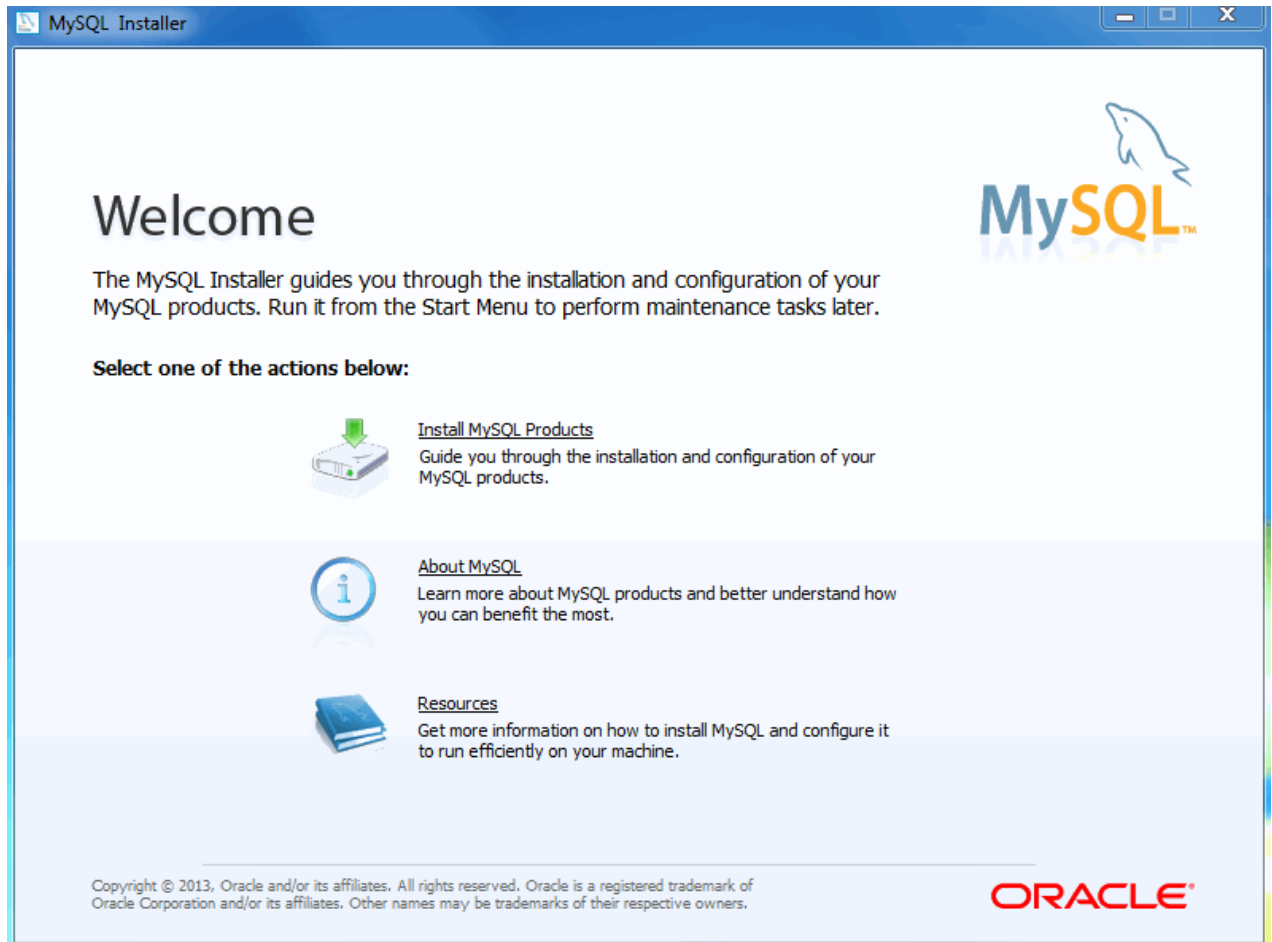 MySQL Installer
MySQL™
Welcome
The MySQL Installer guides you through the installation and configuration of your
MySQL products. Run it from the Start Menu to perform maintenance tasks later.
Select one of the actions below:
Install MySQL Products
Guide you through the installation and configuration of your
MySQL products.
About MySQL
Learn more about MySQL products and better understand how
you can benefit the most.
Resources
Get more information on how to install MySQL and configure it
to run efficiently on your machine.
Copyright © 2013, Oracle and/or its affiliates. All rights reserved. Oracle is a registered trademark of
Oracle Corporation and/or its affiliates. Other names may be trademarks of their respective owners.
ORACLE®